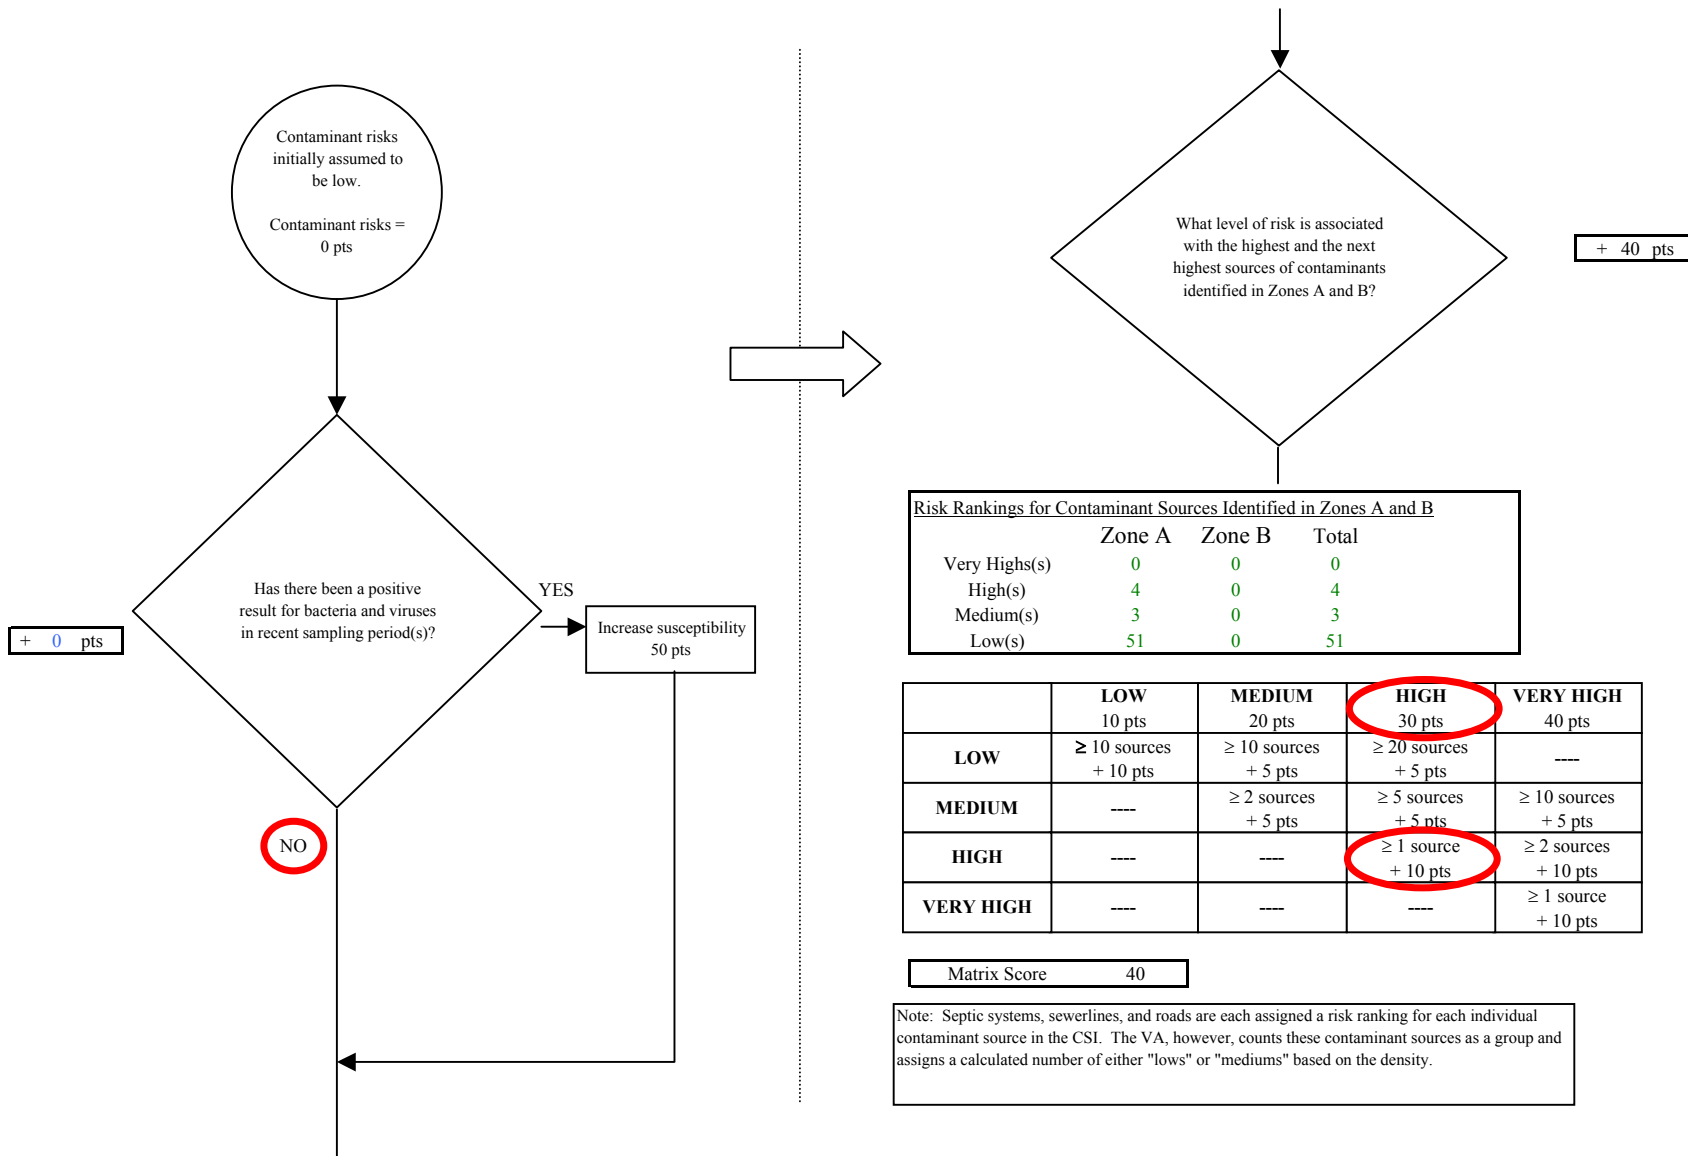 Contaminant risks
initially assumed to
be low.
Contaminant risks =
0 pts
Has there been a positive
result for bacteria and viruses
in recent sampling period(s)?
YES
+ 0 pts
Increase susceptibility
50 pts
NO
What level of risk is associated
with the highest and the next
highest sources of contaminants
identified in Zones A and B?
+ 40 pts
Risk Rankings for Contaminant Sources Identified in Zones A and B
Zone A Zone B Total
Very Highs(s) 0 0 0
High(s) 4 0 4
Medium(s) 3 0 3
Low(s) 51 0 51
LOW MEDIUM HIGH VERY HIGH
10 pts 20 pts 30 pts 40 pts
LOW ≥ 10 sources + 10 pts ≥ 10 sources + 5 pts ≥ 20 sources + 5 pts ----
MEDIUM ---- ≥ 2 sources + 5 pts ≥ 5 sources + 5 pts ≥ 10 sources + 5 pts
HIGH ---- ---- ≥ 1 source + 10 pts ≥ 2 sources + 10 pts
VERY HIGH ---- ---- ---- ≥ 1 source + 10 pts
Matrix Score 40
Note: Septic systems, sewerlines, and roads are each assigned a risk ranking for each individual
contaminant source in the CSI. The VA, however, counts these contaminant sources as a group and
assigns a calculated number of either "lows" or "mediums" based on the density.